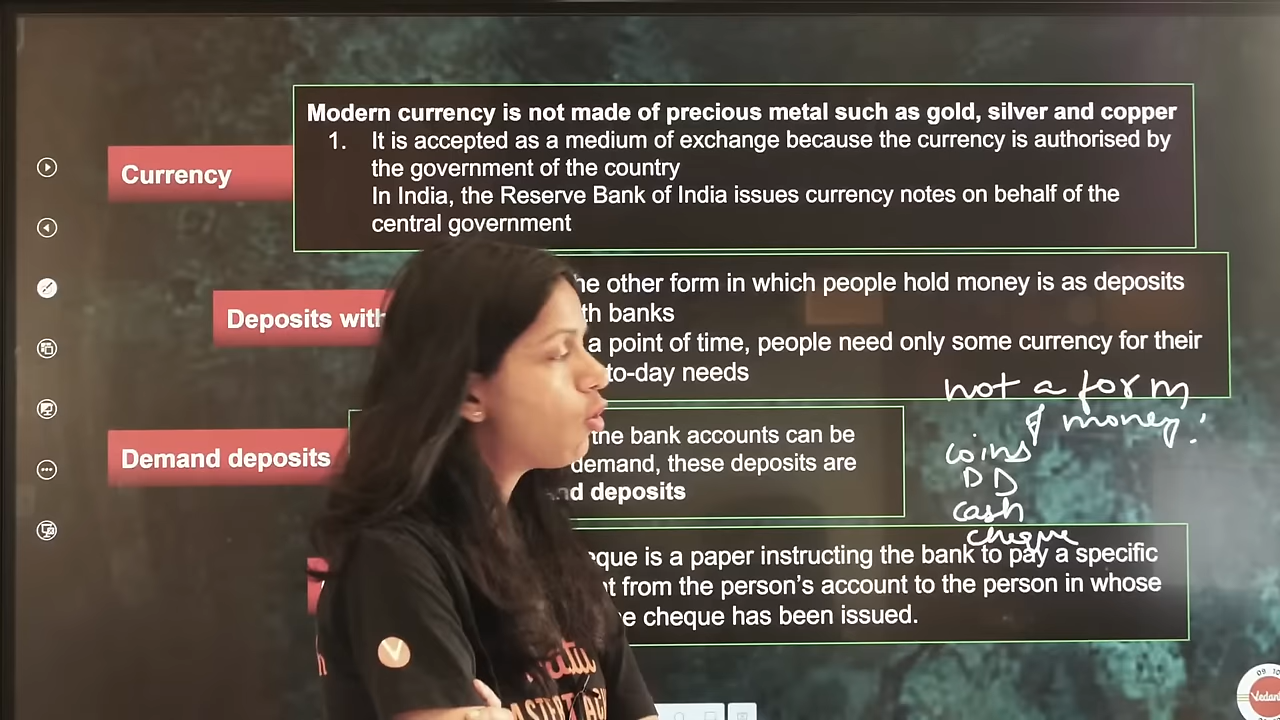 Modern currency is not made of precious metal such as gold, silver and copper
1. It is accepted as a medium of exchange because the currency is authorised by
the government of the country
In India, the Reserve Bank of India issues currency notes on behalf of the
central government
Currency
he other form in which people hold money is as deposits
th banks
a point of time, people need only some currency for their
to-day needs
Deposits with
not a form
of money.
the bank accounts can be
demand, these deposits are
nd deposits
Demand deposits
coins
DD
cash
cheque
eque is a paper instructing the bank to pay a specific
t from the person's account to the person in whose
e cheque has been issued.
V